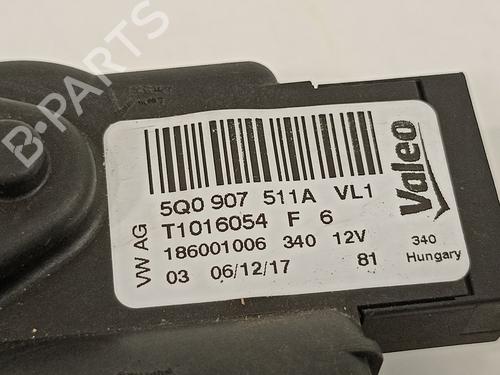 B-PARTS
5Q0 907 511A VL1
T1016054 F 6
186001006 340 12V
03 06/12/17 81
VW AG
Valeo
340
Hungary